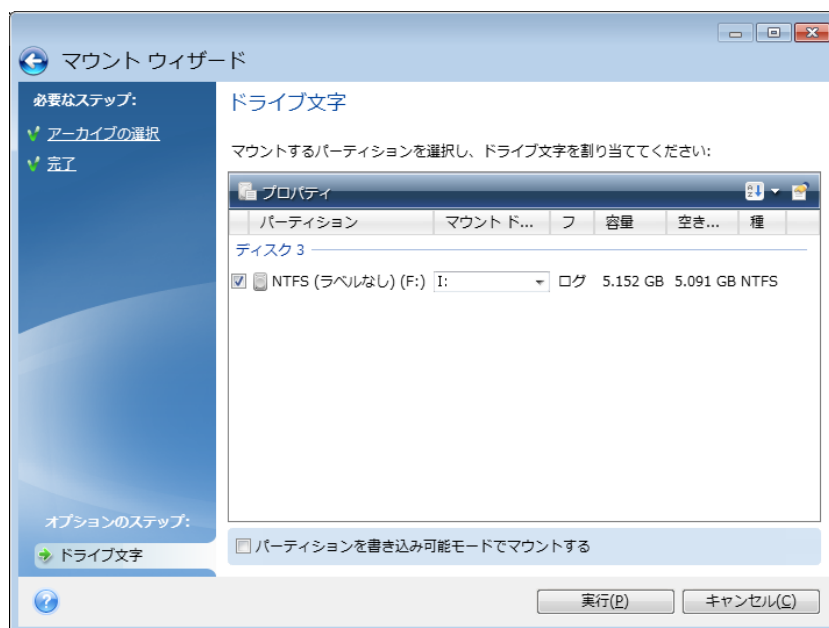 マウント ウィザード
必要なステップ:
アーカイブの選択
完了
オプションのステップ:
ドライブ文字
ドライブ文字
マウントするパーティションを選択し、ドライブ文字を割り当ててください:
プロパティ
パーティション マウント ド... フ 容量 空き... 種
ディスク 3
NTFS (ラベルなし) (F:) I: ログ 5.152 GB 5.091 GB NTFS
パーティションを書き込み可能モードでマウントする
実行(P) キャンセル(C)